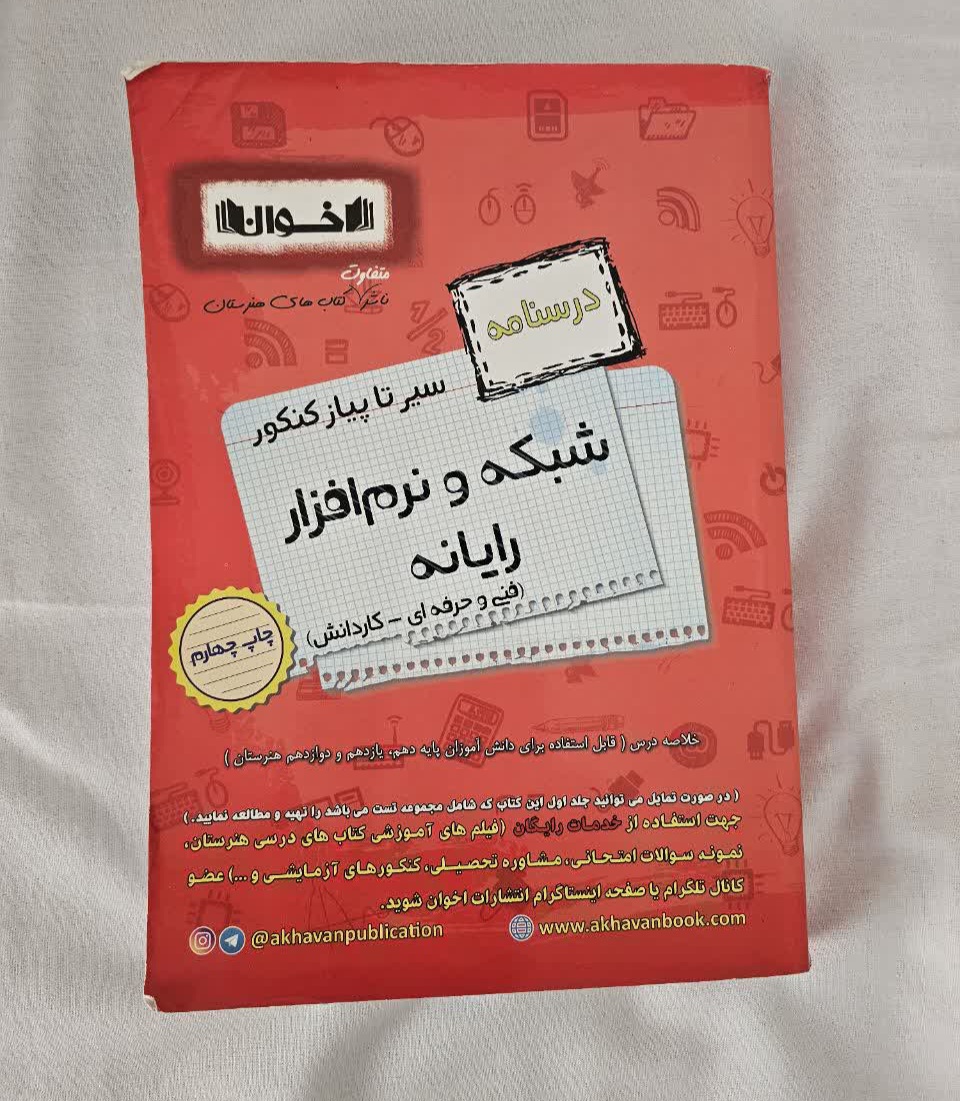 اخوان
متفاوت
ناشر کتاب های هنرستان
درسنامه
سیر تا پیاز کنکور
شبکه و نرم‌افزار
رایانه
(فنی و حرفه ای - کاردانش)
چاپ چهارم
خلاصه درس ( قابل استفاده برای دانش آموزان پایه دهم، یازدهم و دوازدهم هنرستان )
( در صورت تمایل می توانید جلد اول این کتاب که شامل مجموعه تست می باشد را تهیه و مطالعه نمایید. )
جهت استفاده از خدمات رایگان (فیلم های آموزشی کتاب های درسی هنرستان،
نمونه سوالات امتحانی، مشاوره تحصیلی، کنکورهای آزمایشی و ...) عضو
کانال تلگرام یا صفحه اینستاگرام انتشارات اخوان شوید.
@akhavanpublication www.akhavanbook.com